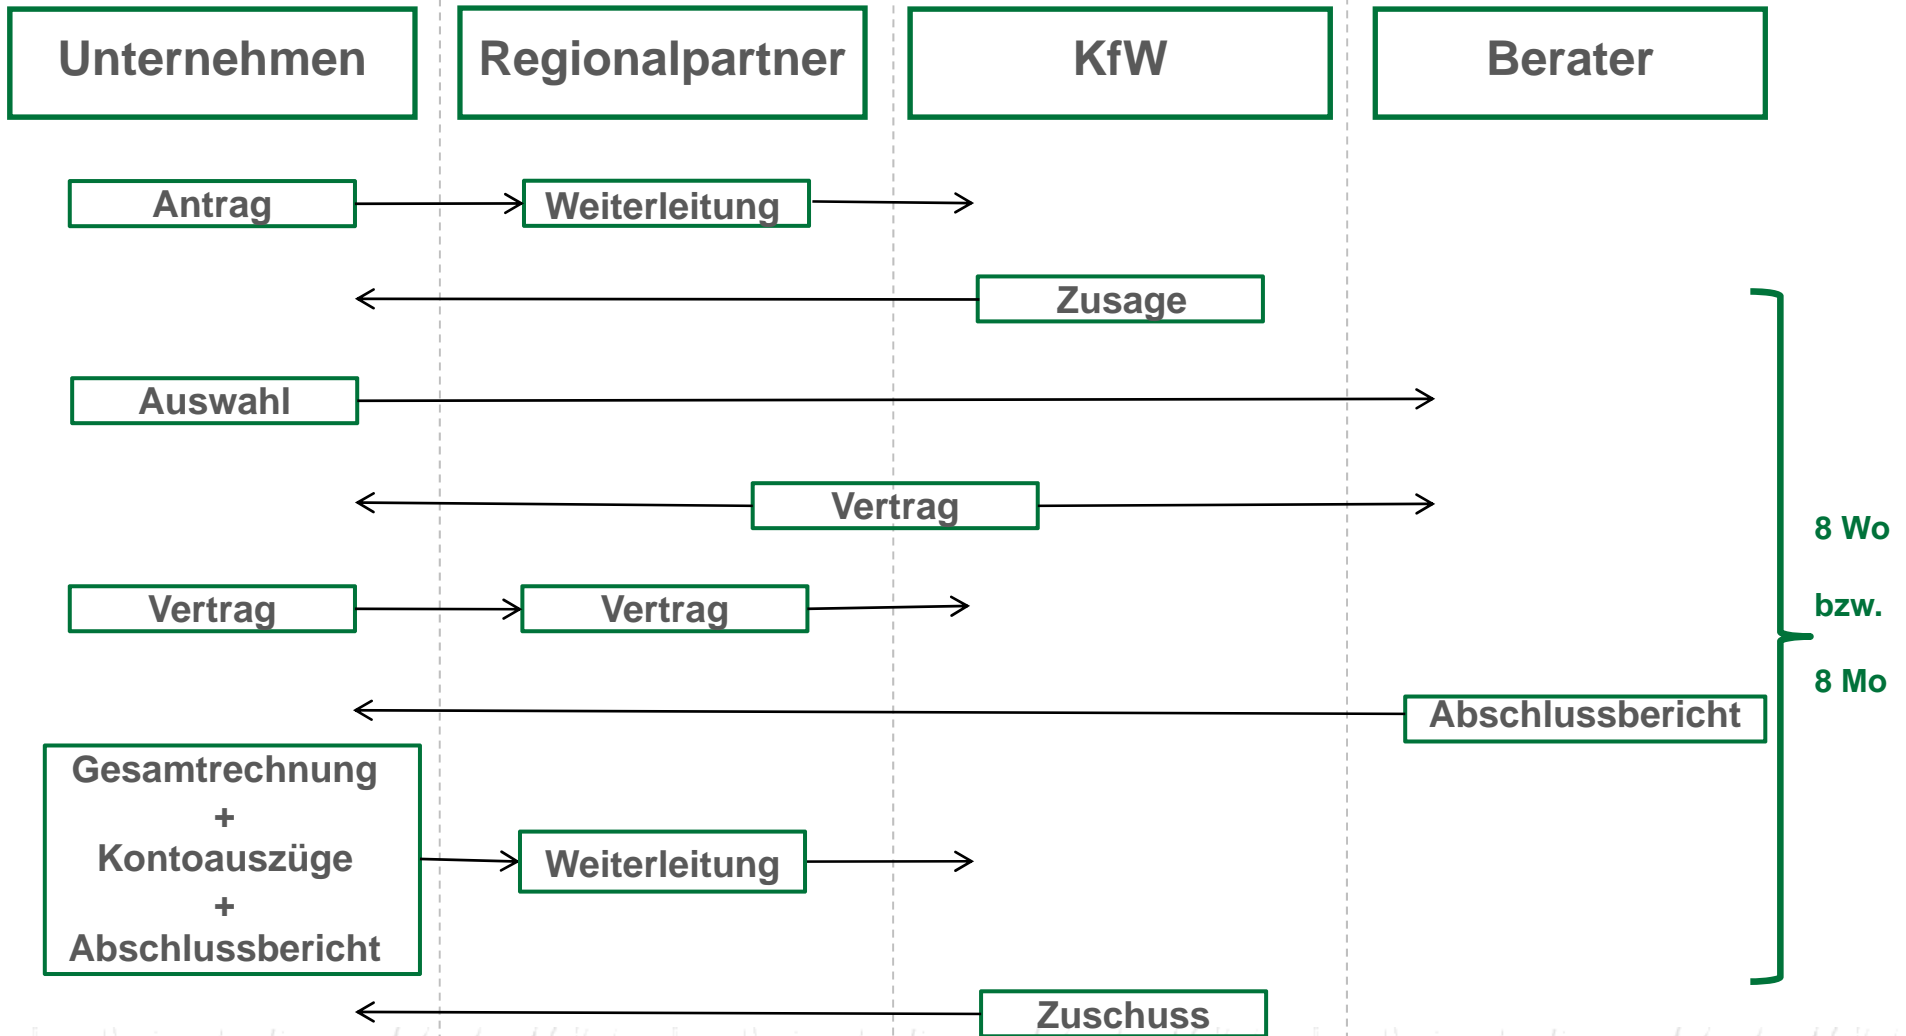 Unternehmen
Regionalpartner
KfW
Berater
Antrag
Weiterleitung
Zusage
Auswahl
Vertrag
Vertrag
Vertrag
Abschlussbericht
Gesamtrechnung
+
Kontoauszüge
+
Abschlussbericht
Weiterleitung
Zuschuss
8 Wo
bzw.
8 Mo